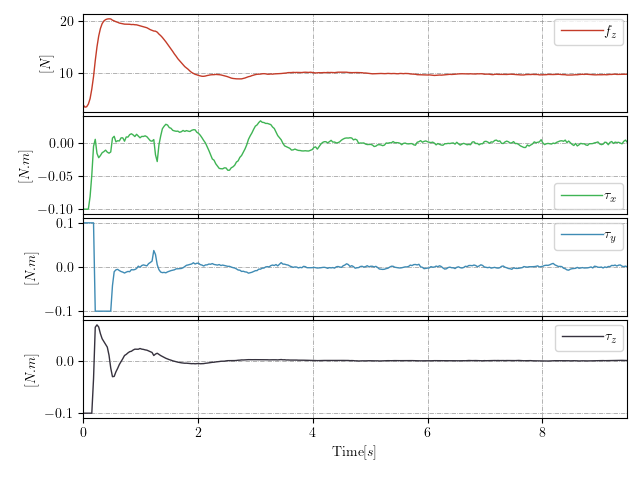 20
10
[N]
f_z
0.00
−0.05
−0.10
[N.m]
τ_x
0.1
0.0
−0.1
[N.m]
τ_y
0.0
−0.1
[N.m]
τ_z
0 2 4 6 8
Time[s]